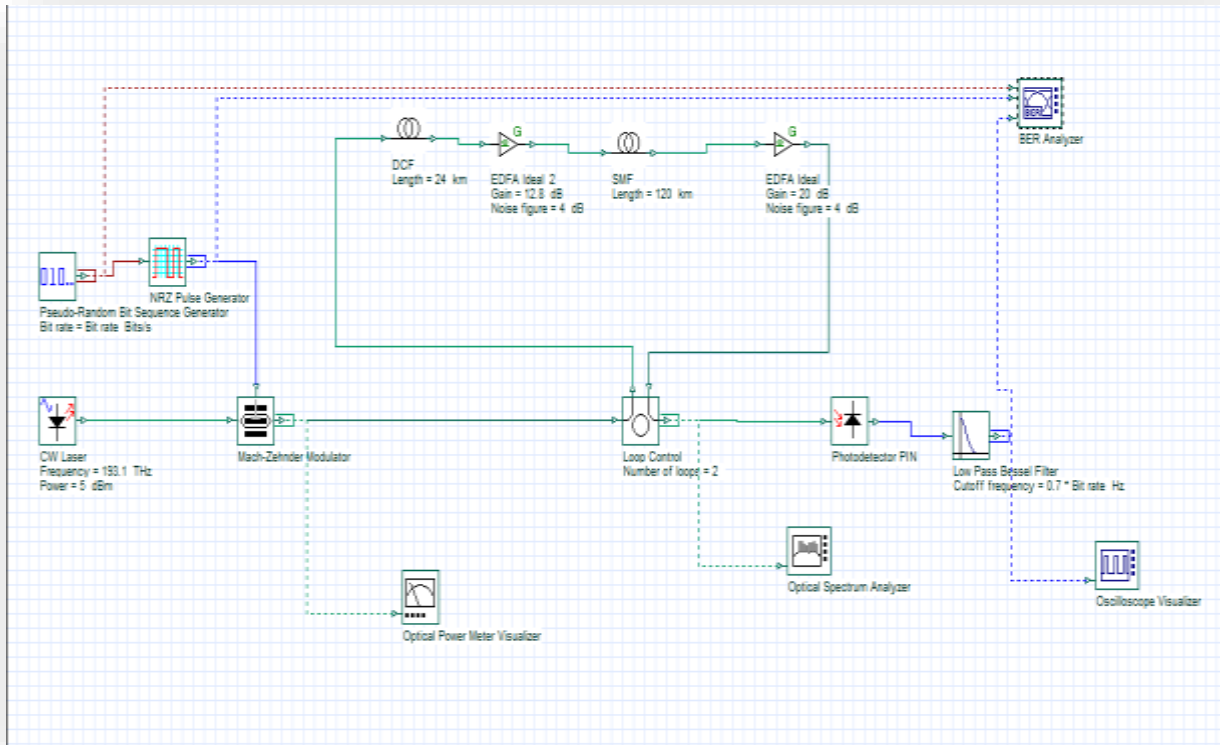 BER Analyzer
DCF
Length = 24 km
EDFA Ideal 2
Gain = 12.8 dB
Noise figure = 4 dB
SMF
Length = 120 km
EDFA Ideal
Gain = 20 dB
Noise figure = 4 dB
G
G
BER
NRZ Pulse Generator
Pseudo-Random Bit Sequence Generator
Bit rate = Bit rate Bits/s
CW Laser
Frequency = 193.1 THz
Power = 5 dBm
Mach-Zehnder Modulator
Loop Control
Number of loops = 2
Photodetector PIN
Low Pass Bessel Filter
Cutoff frequency = 0.7 * Bit rate Hz
Optical Spectrum Analyzer
Oscilloscope Visualizer
Optical Power Meter Visualizer